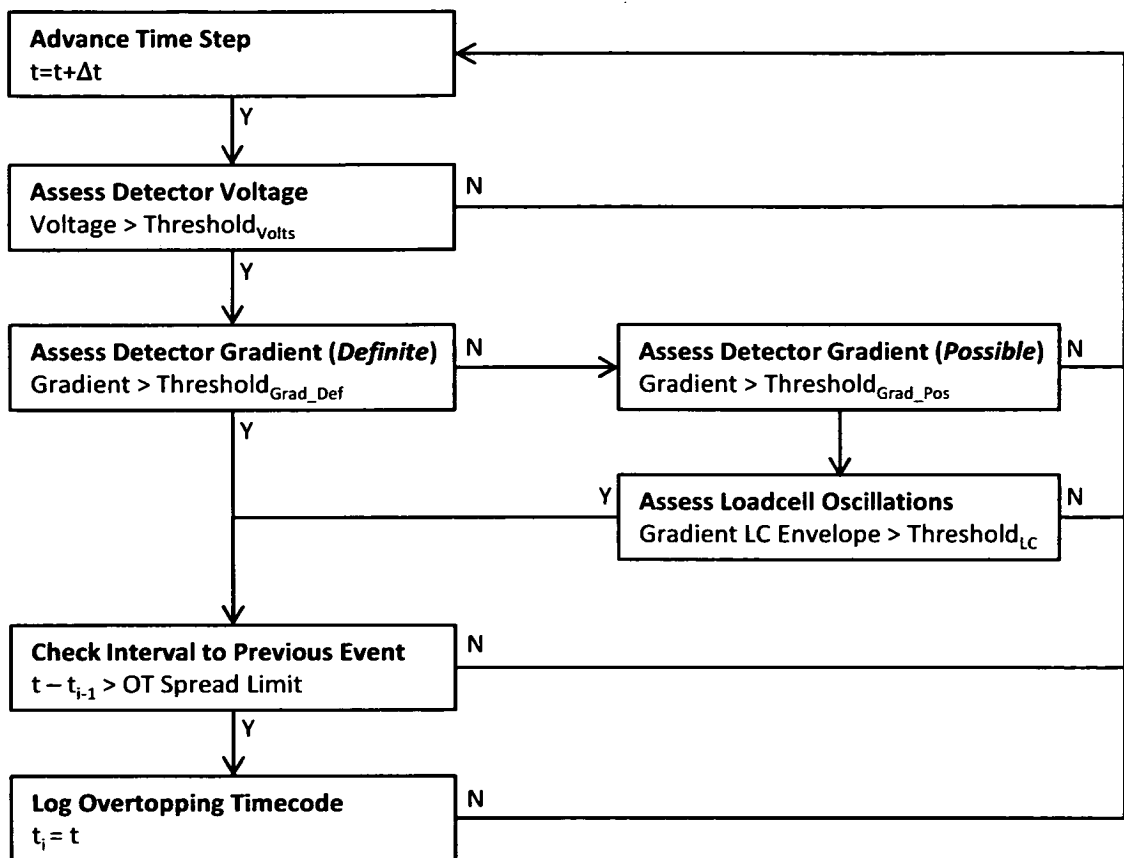 Advance Time Step
t=t+Δt
Y
Assess Detector Voltage
Voltage > Threshold_Volts
N
Y
Assess Detector Gradient (Definite)
Gradient > Threshold_Grad_Def
N
Assess Detector Gradient (Possible)
Gradient > Threshold_Grad_Pos
N
Y
Y
Assess Loadcell Oscillations
Gradient LC Envelope > Threshold_LC
N
Check Interval to Previous Event
t – t_i-1 > OT Spread Limit
N
Y
Log Overtopping Timecode
t_i = t
N